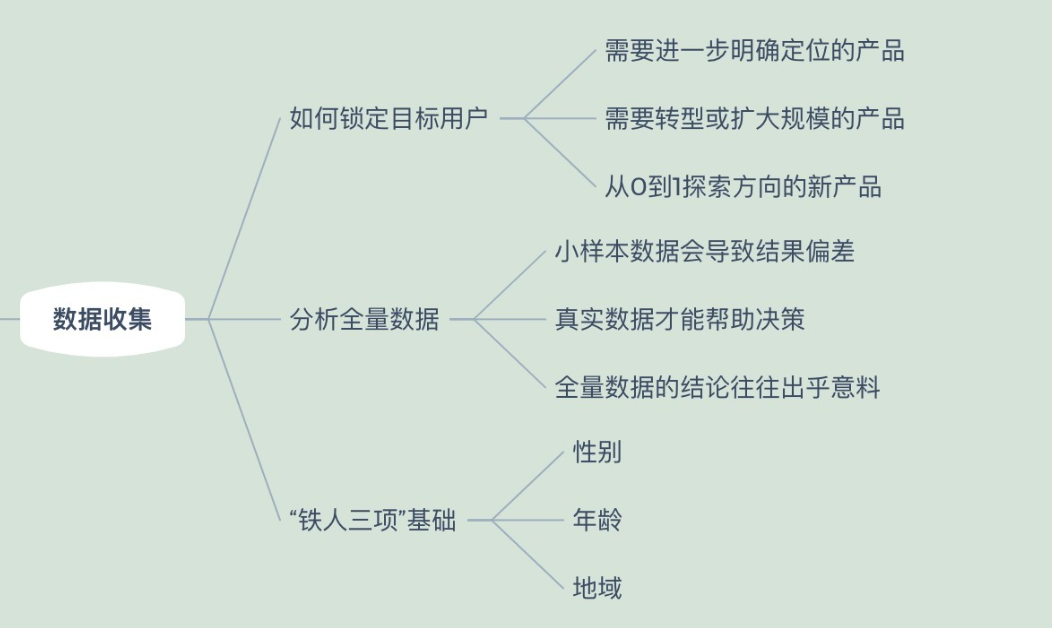 数据收集
如何锁定目标用户
需要进一步明确定位的产品
需要转型或扩大规模的产品
从0到1探索方向的新产品
分析全量数据
小样本数据会导致结果偏差
真实数据才能帮助决策
全量数据的结论往往出乎意料
“铁人三项”基础
性别
年龄
地域